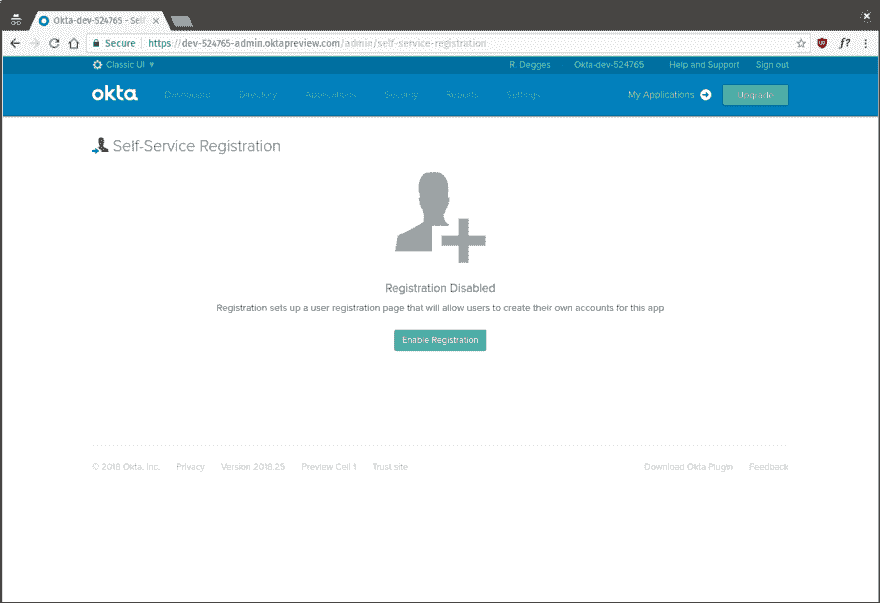 Okta-dev-524765 - Self
Secure https://dev-524765-admin.oktapreview.com/admin/self-service-registration
Classic UI R. Degges Okta-dev-524765 Help and Support Sign out
okta Dashboard Directory Applications Security Reports Settings My Applications Upgrade
Self-Service Registration
Registration Disabled
Registration sets up a user registration page that will allow users to create their own accounts for this app
Enable Registration
© 2018 Okta, Inc. Privacy Version 2018.25 Preview Cell 1 Trust site Download Okta Plugin Feedback